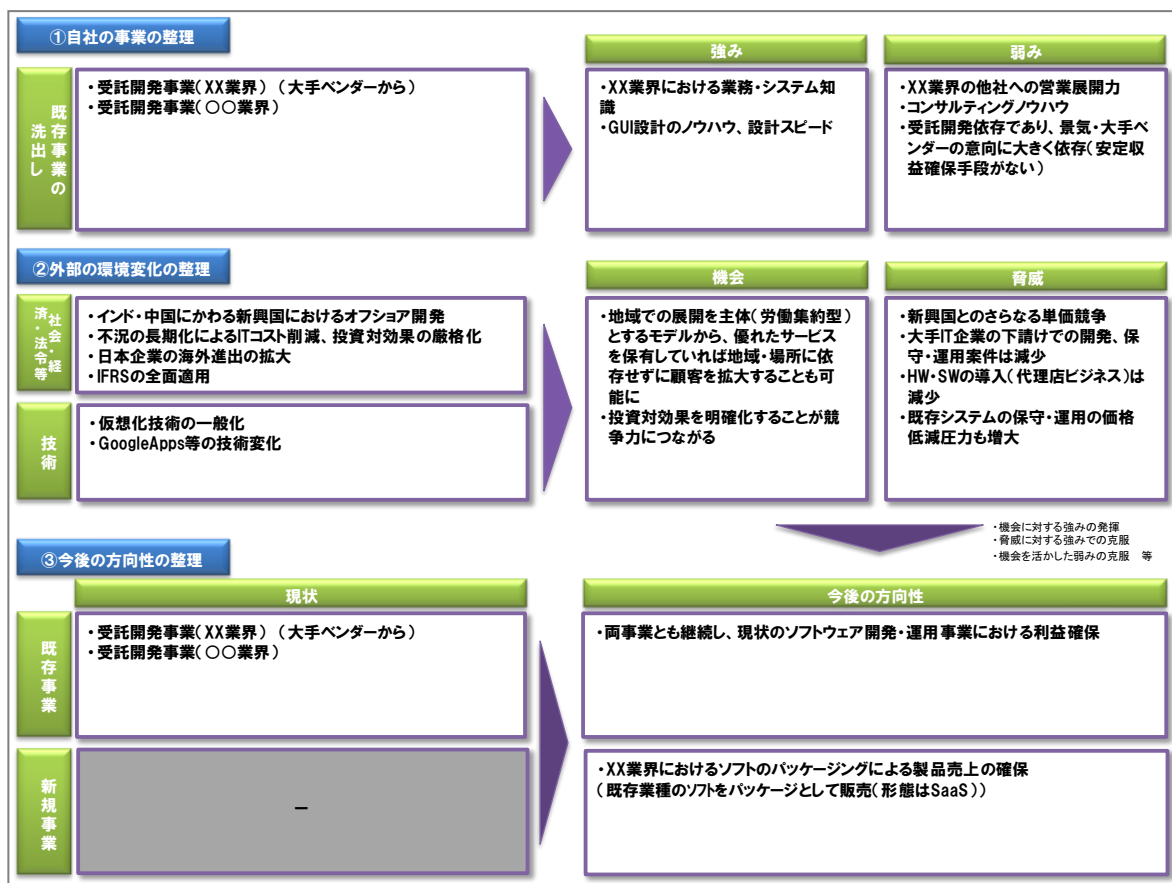 ①自社の事業の整理
強み
弱み
既存事業の
洗出し
・受託開発事業（XX業界）（大手ベンダーから）
・受託開発事業（○○業界）
・XX業界における業務・システム知
識
・GUI設計のノウハウ、設計スピード
・XX業界の他社への営業展開力
・コンサルティングノウハウ
・受託開発依存であり、景気・大手ベ
ンダーの意向に大きく依存（安定収
益確保手段がない）
②外部の環境変化の整理
機会
脅威
社会・経
済・法令等
・インド・中国にかわる新興国におけるオフショア開発
・不況の長期化によるITコスト削減、投資対効果の厳格化
・日本企業の海外進出の拡大
・IFRSの全面適用
技術
・仮想化技術の一般化
・GoogleApps等の技術変化
・地域での展開を主体（労働集約型）
とするモデルから、優れたサービス
を保有していれば地域・場所に依
存せずに顧客を拡大することも可
能に
・投資対効果を明確化することが競
争力につながる
・新興国とのさらなる単価競争
・大手IT企業の下請けでの開発、保
守・運用案件は減少
・HW・SWの導入（代理店ビジネス）は
減少
・既存システムの保守・運用の価格
低減圧力も増大
・機会に対する強みの発揮
・脅威に対する強みでの克服
・機会を活かした弱みの克服　等
③今後の方向性の整理
現状
今後の方向性
既存事業
・受託開発事業（XX業界）（大手ベンダーから）
・受託開発事業（○○業界）
・両事業とも継続し、現状のソフトウェア開発・運用事業における利益確保
新規事業
－
・XX業界におけるソフトのパッケージングによる製品売上の確保
（既存業種のソフトをパッケージとして販売（形態はSaaS））